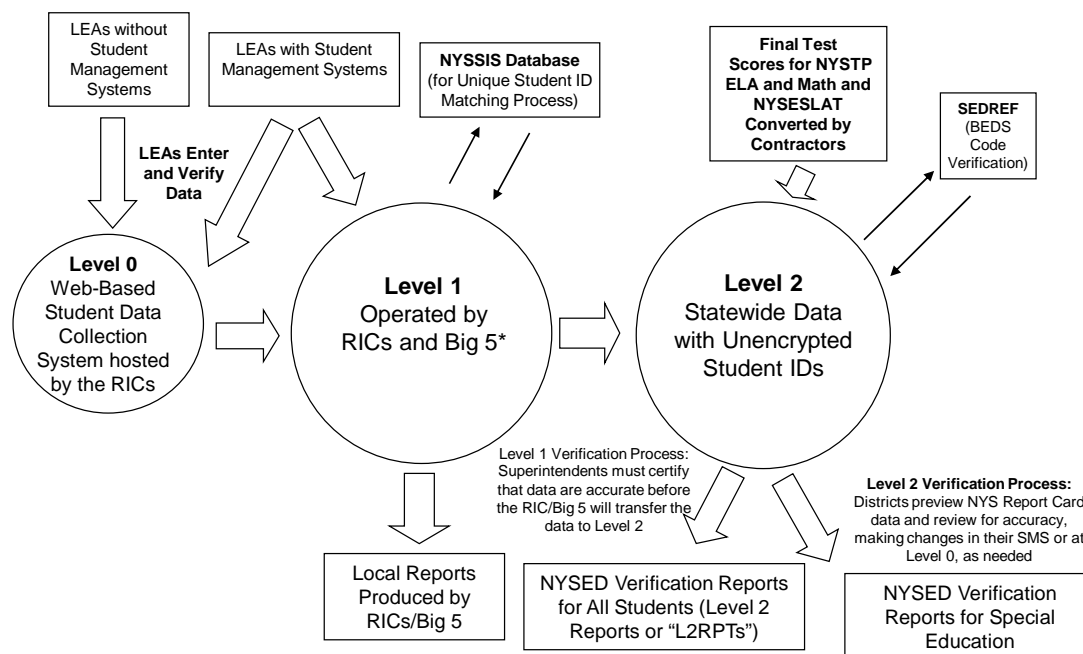 LEAs without
Student
Management
Systems
LEAs with Student
Management Systems
NYSSIS Database
(for Unique Student ID
Matching Process)
Final Test
Scores for NYSTP
ELA and Math and
NYSESLAT
Converted by
Contractors
SEDREF
(BEDS
Code
Verification)
LEAs Enter
and Verify
Data
Level 0
Web-Based
Student Data
Collection
System hosted
by the RICs
Level 1
Operated by
RICs and Big 5*
Level 2
Statewide Data
with Unencrypted
Student IDs
Level 1 Verification Process:
Superintendents must certify
that data are accurate before
the RIC/Big 5 will transfer the
data to Level 2
Level 2 Verification Process:
Districts preview NYS Report Card
data and review for accuracy,
making changes in their SMS or at
Level 0, as needed
Local Reports
Produced by
RICs/Big 5
NYSED Verification Reports
for All Students (Level 2
Reports or “L2RPTs”)
NYSED Verification
Reports for Special
Education